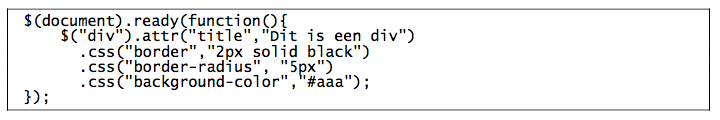 $(document).ready(function(){
    $("div").attr("title","Dit is een div")
      .css("border","2px solid black")
      .css("border-radius", "5px")
      .css("background-color","#aaa");
});